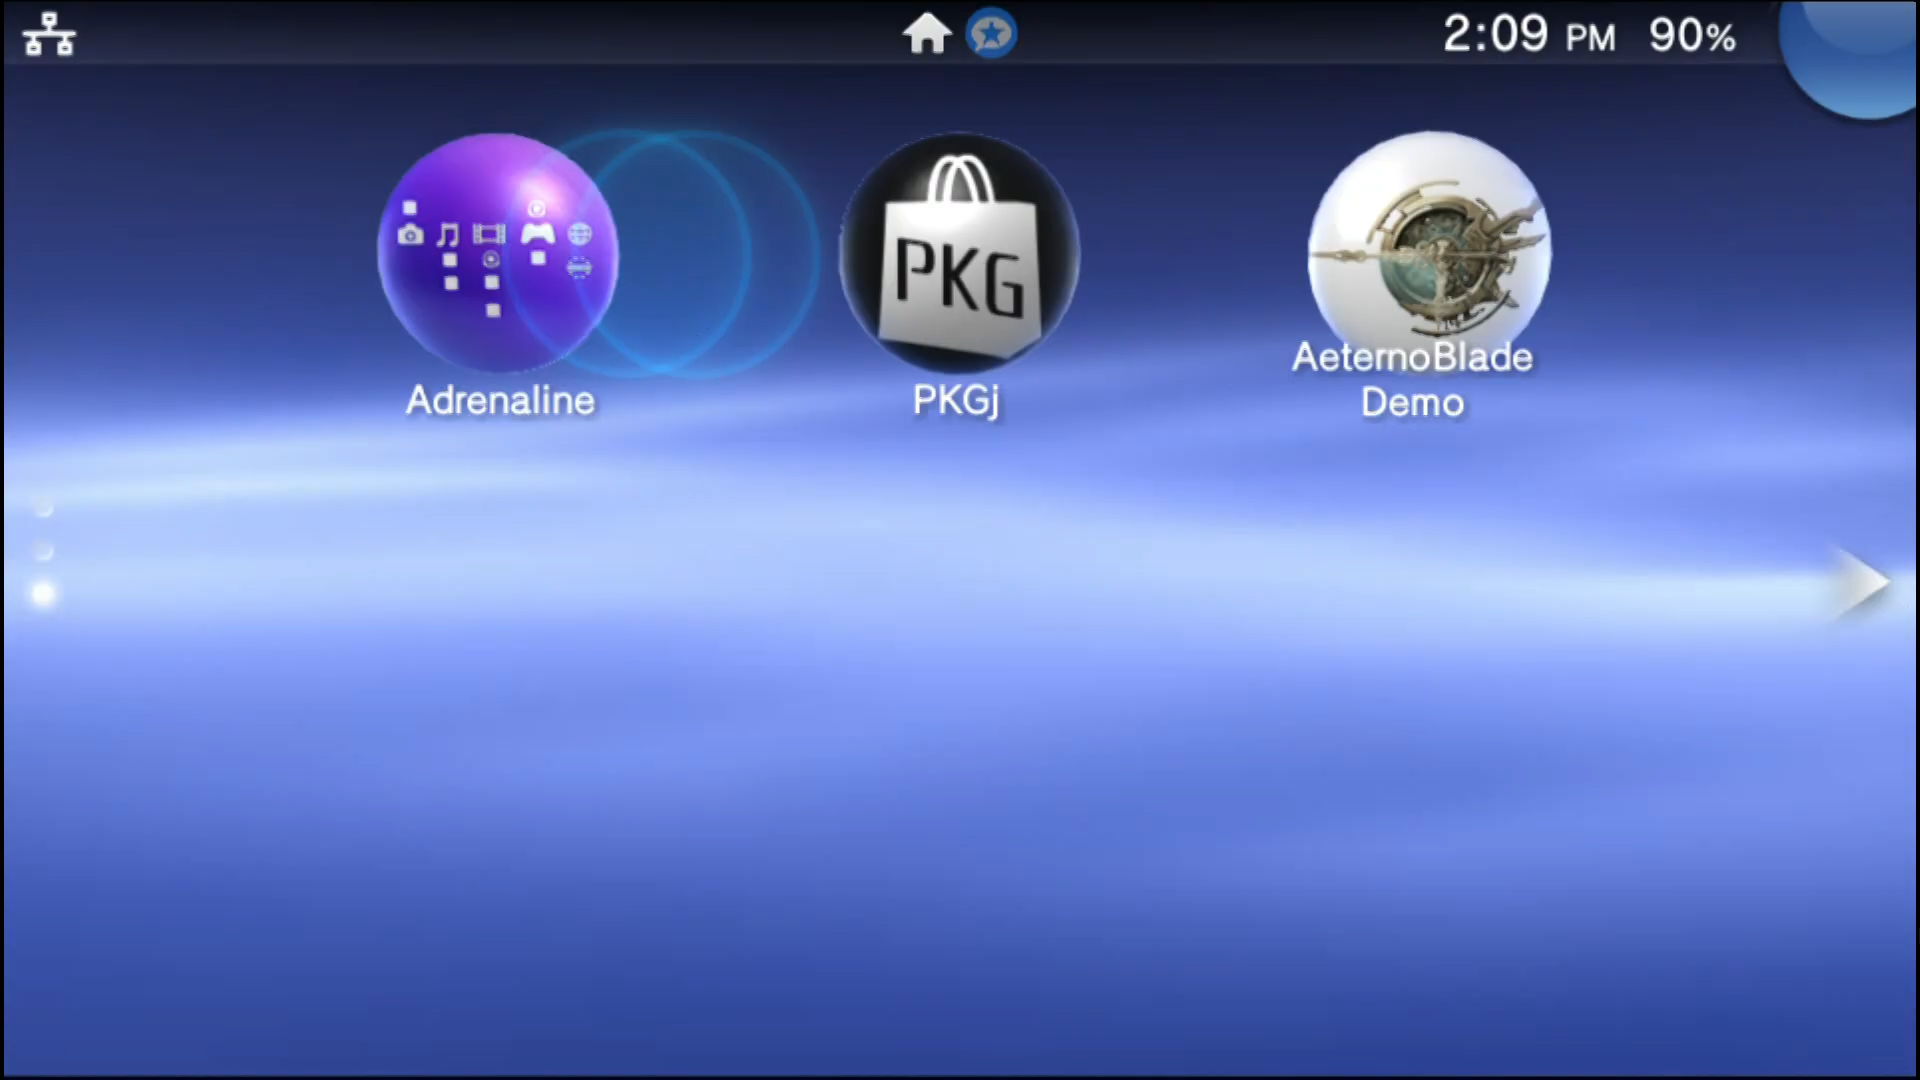 2:09 PM 90%
PKG
Adrenaline
PKGj
AeternoBlade
Demo